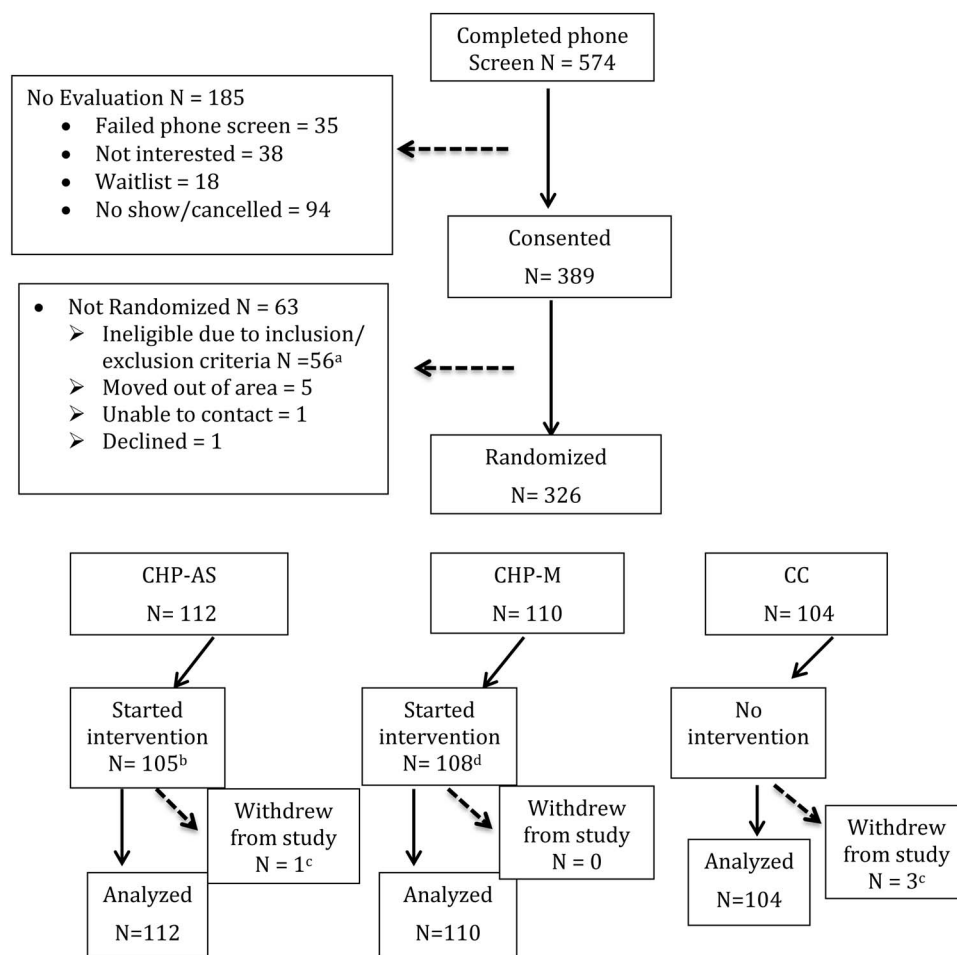 Completed phone
Screen N = 574
No Evaluation N = 185
• Failed phone screen = 35
• Not interested = 38
• Waitlist = 18
• No show/cancelled = 94
Consented
N= 389
• Not Randomized N = 63
➢ Ineligible due to inclusion/
exclusion criteria N =56ᵃ
➢ Moved out of area = 5
➢ Unable to contact = 1
➢ Declined = 1
Randomized
N= 326
CHP-AS
N= 112
CHP-M
N= 110
CC
N= 104
Started
intervention
N= 105ᵇ
Started
intervention
N= 108ᵈ
No
intervention
Withdrew
from study
N = 1ᶜ
Withdrew
from study
N = 0
Withdrew
from study
N = 3ᶜ
Analyzed
N=112
Analyzed
N=110
Analyzed
N=104